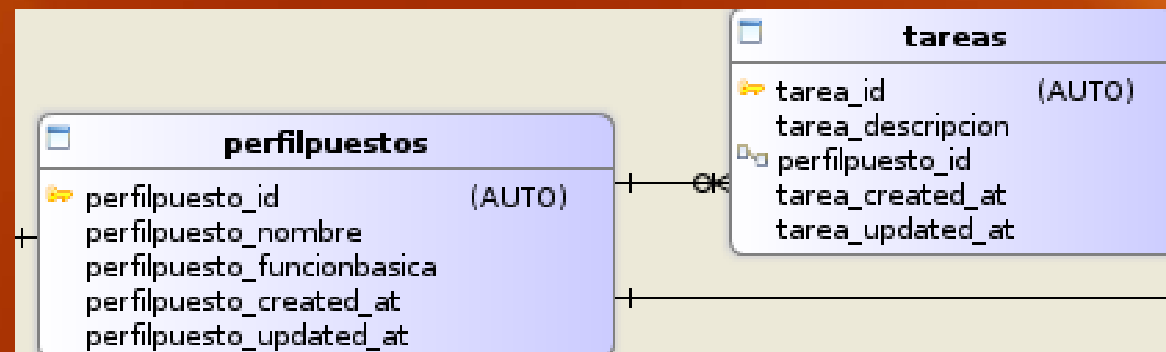 tareas
tarea_id (AUTO)
tarea_descripcion
perfilpuesto_id
tarea_created_at
tarea_updated_at
perfilpuestos
perfilpuesto_id (AUTO)
perfilpuesto_nombre
perfilpuesto_funcionbasica
perfilpuesto_created_at
perfilpuesto_updated_at